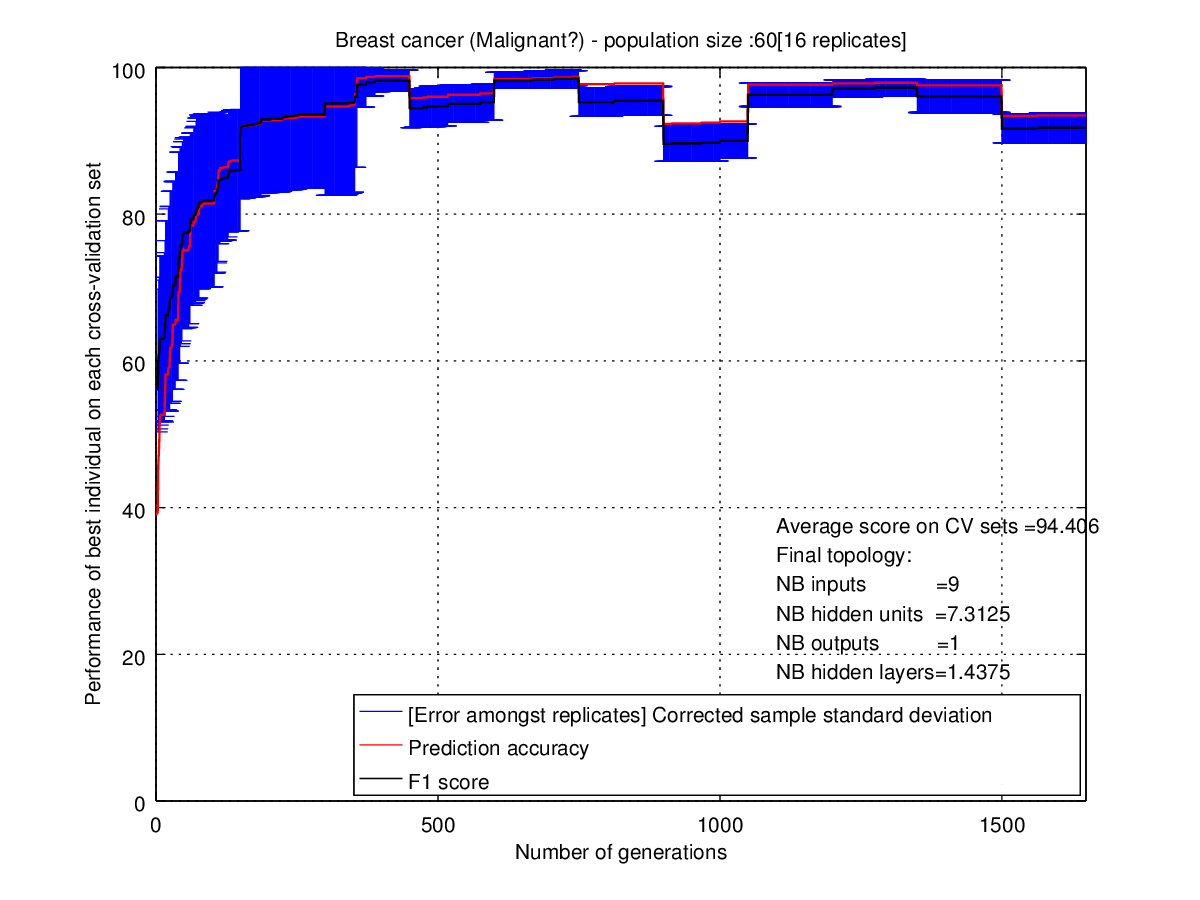 Breast cancer (Malignant?) - population size :60[16 replicates]
Performance of best individual on each cross-validation set
100
80
60
40
20
0
Average score on CV sets =94.406
Final topology:
NB inputs =9
NB hidden units =7.3125
NB outputs =1
NB hidden layers=1.4375
[Error amongst replicates] Corrected sample standard deviation
Prediction accuracy
F1 score
0 500 1000 1500
Number of generations